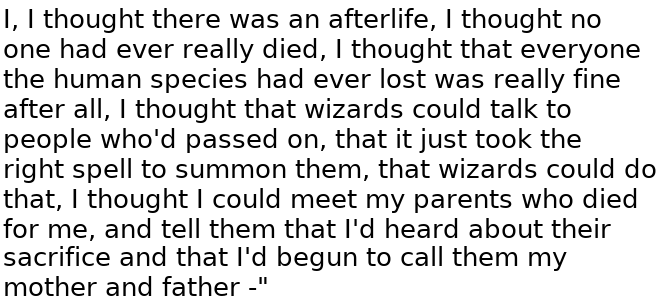 I, I thought there was an afterlife, I thought no
one had ever really died, I thought that everyone
the human species had ever lost was really fine
after all, I thought that wizards could talk to
people who'd passed on, that it just took the
right spell to summon them, that wizards could do
that, I thought I could meet my parents who died
for me, and tell them that I'd heard about their
sacrifice and that I'd begun to call them my
mother and father -"